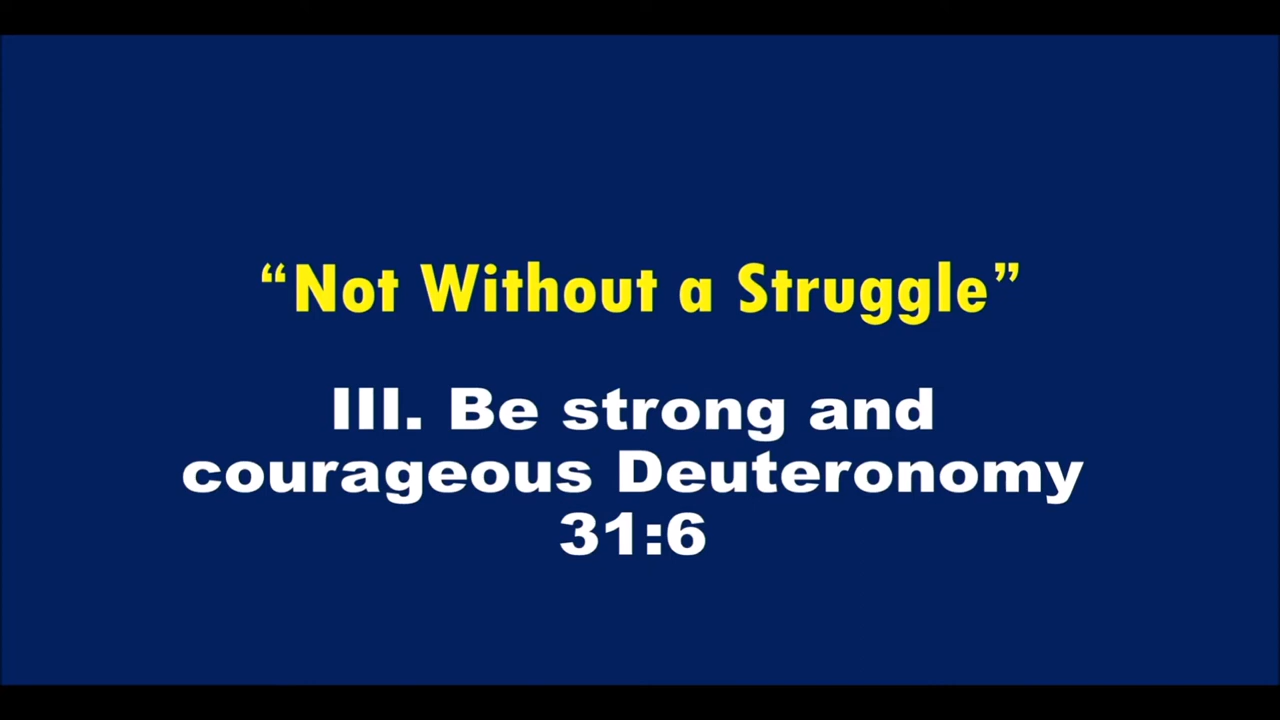 “Not Without a Struggle”
III. Be strong and
courageous Deuteronomy
31:6